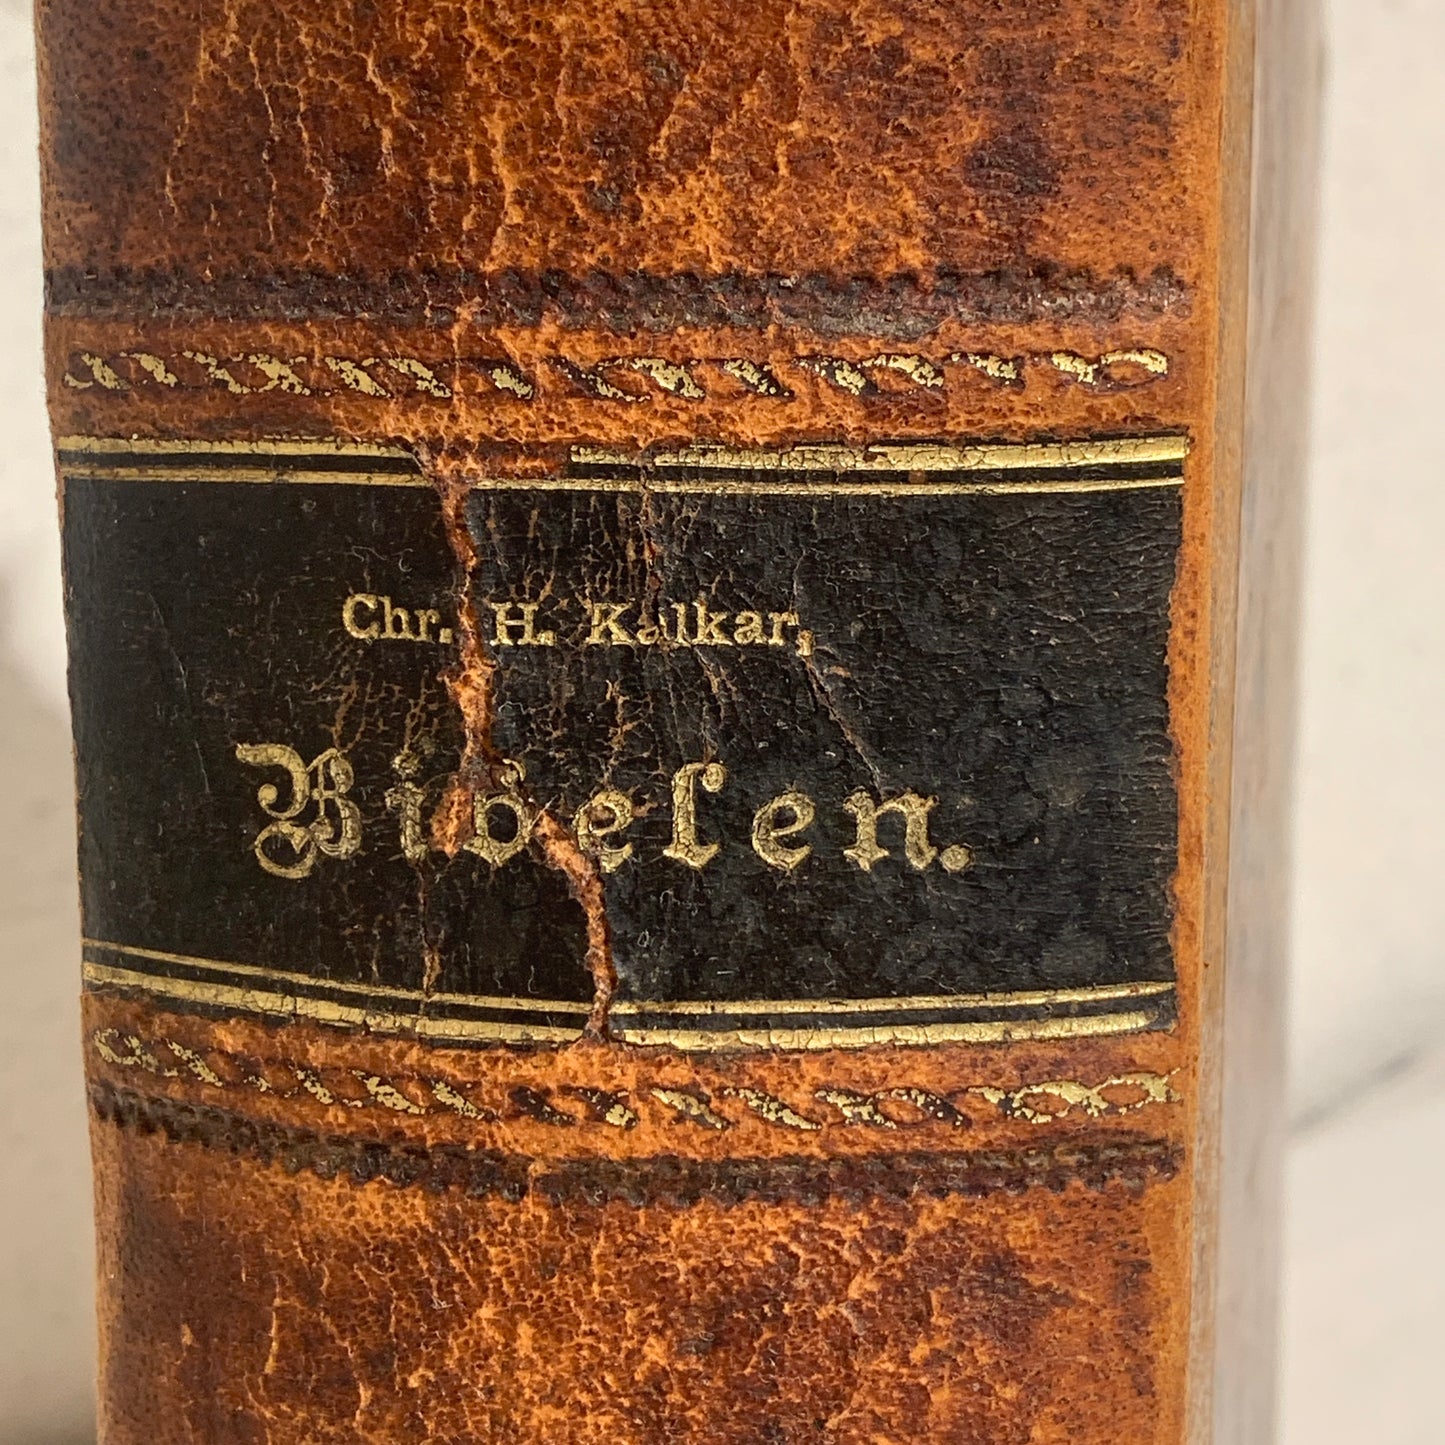 Chr. H. Kalkar,
Bibelen.